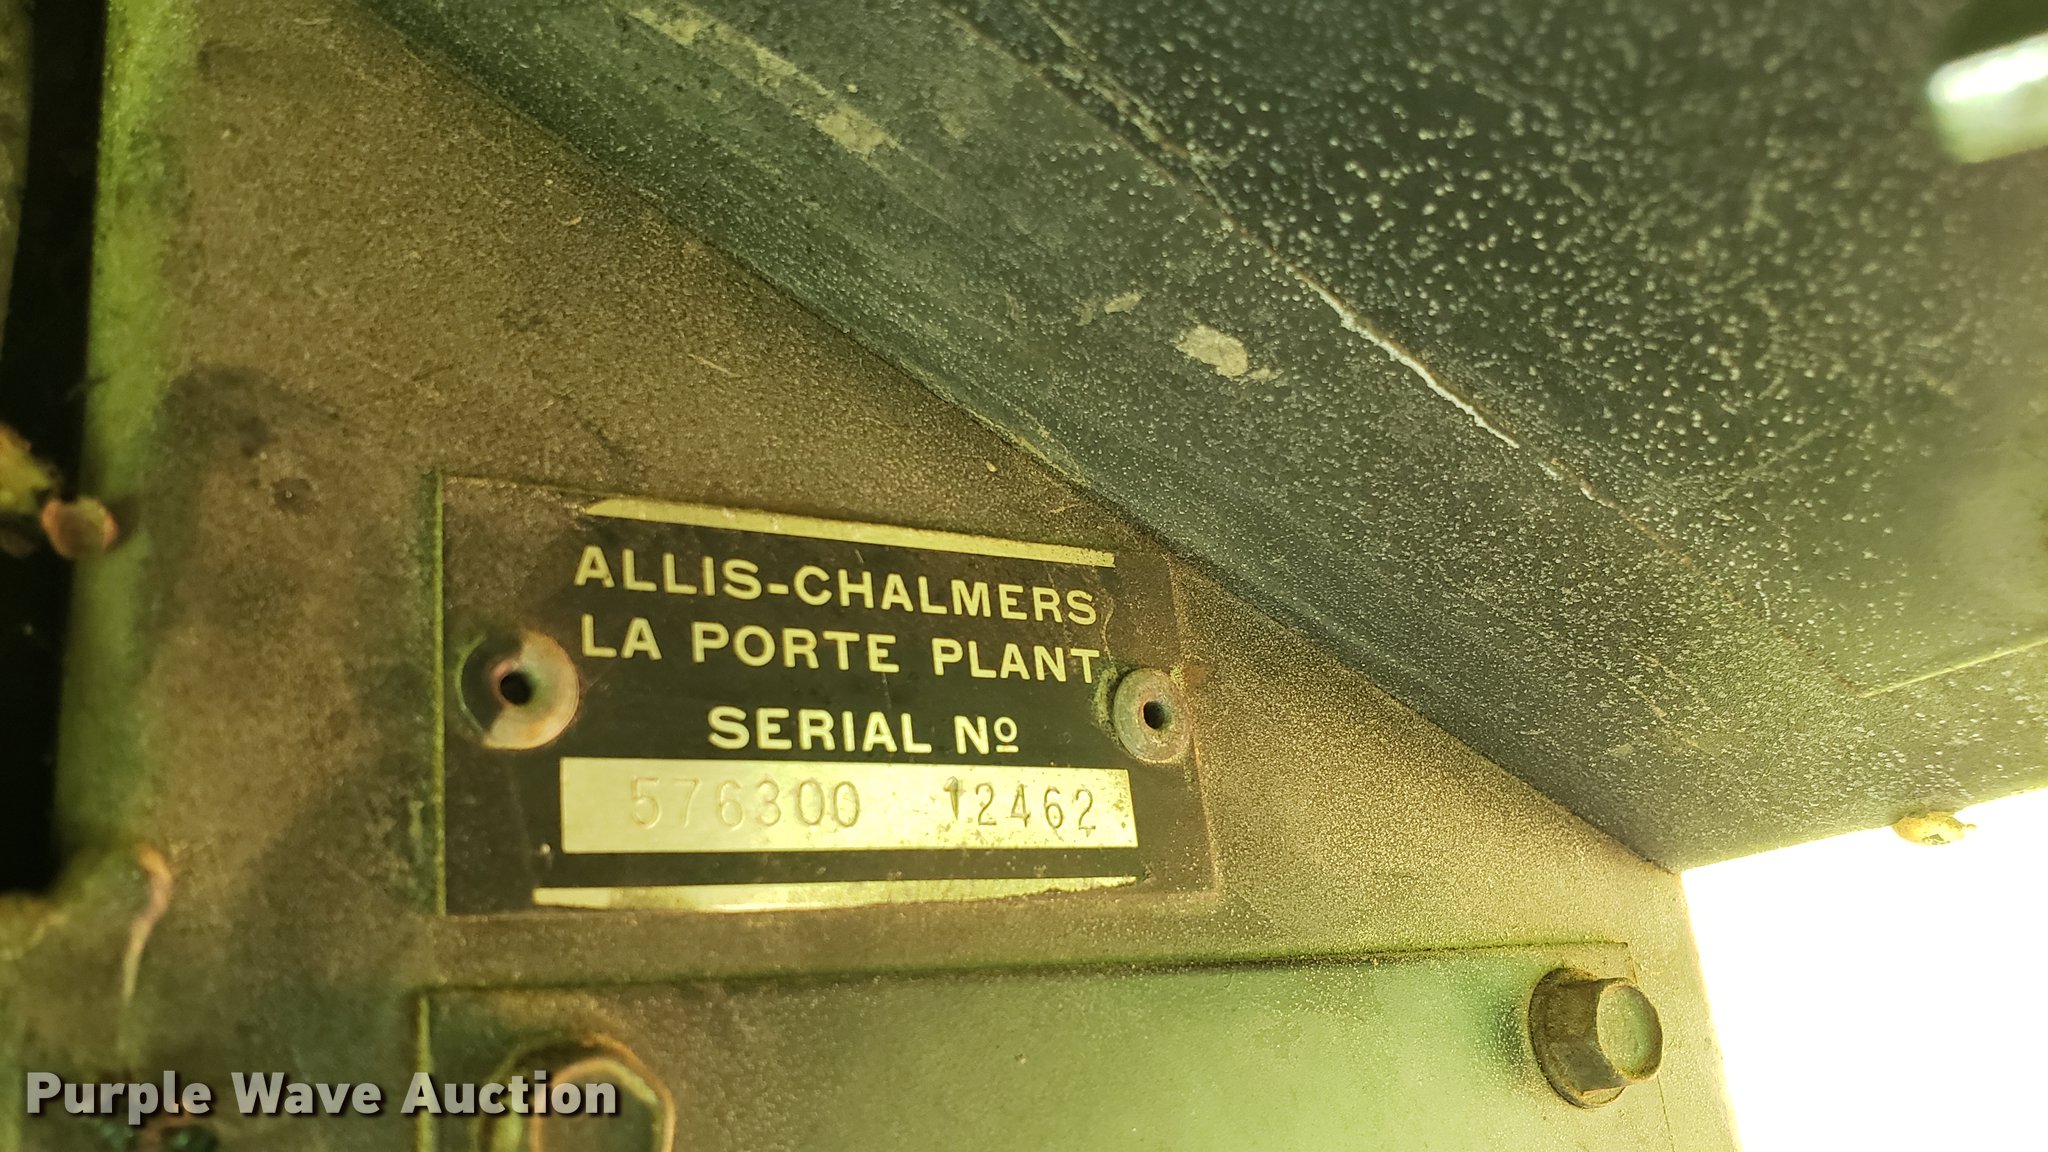 ALLIS-CHALMERS
LA PORTE PLANT
SERIAL Nº
576300 12462
Purple Wave Auction